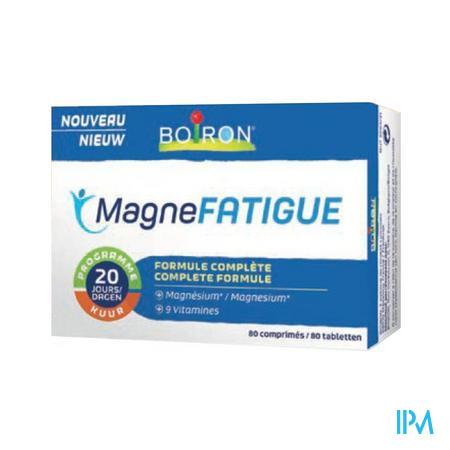 NOUVEAU
NIEUW
BOIRON
MagneFATIGUE
PROGRAMME
20
JOURS/
DAGEN
KUUR
FORMULE COMPLÈTE
COMPLETE FORMULE
+ Magnésium* / Magnesium*
+ 9 Vitamines
80 comprimés / 80 tabletten
IPM